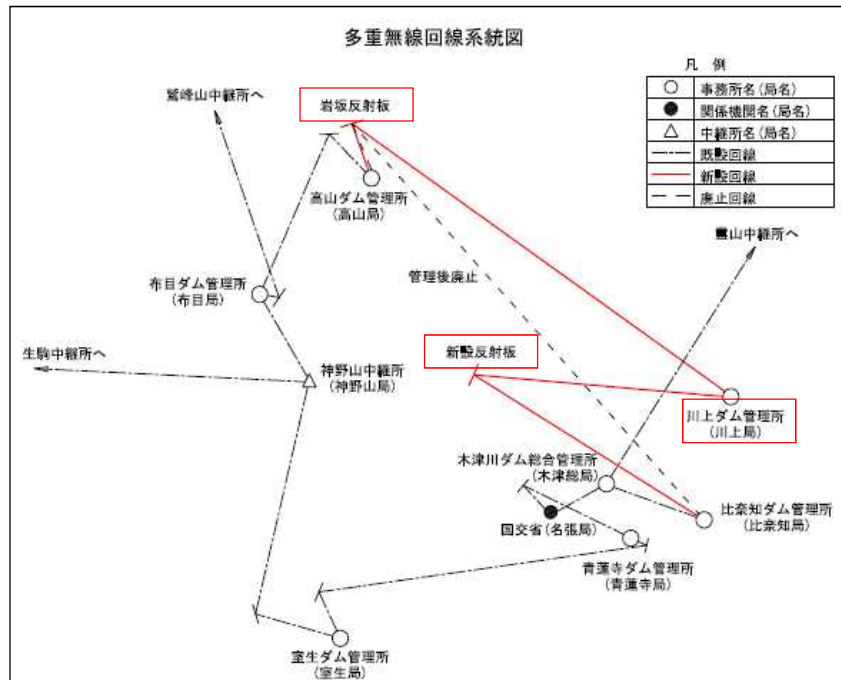 多重無線回線系統図
凡 例
事務所名(局名)
関係機関名(局名)
中継所名(局名)
既設回線
新設回線
廃止回線
鷲峰山中継所へ
岩坂反射板
高山ダム管理所
(高山局)
霊山中継所へ
管理後廃止
布目ダム管理所
(布目局)
生駒中継所へ
神野山中継所
(神野山局)
新設反射板
川上ダム管理所
(川上局)
木津川ダム総合管理所
(木津総局)
国交省(名張局)
比奈知ダム管理所
(比奈知局)
青蓮寺ダム管理所
(青蓮寺局)
室生ダム管理所
(室生局)